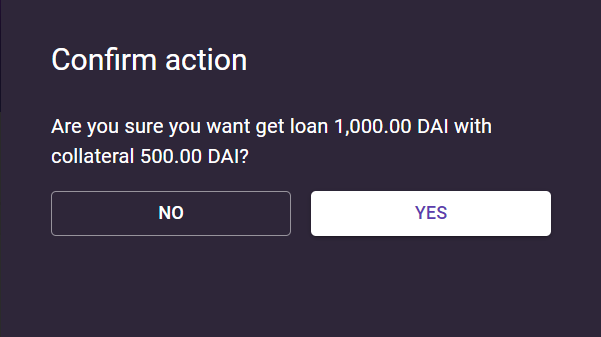 Confirm action
Are you sure you want get loan 1,000.00 DAI with
collateral 500.00 DAI?
NO
YES